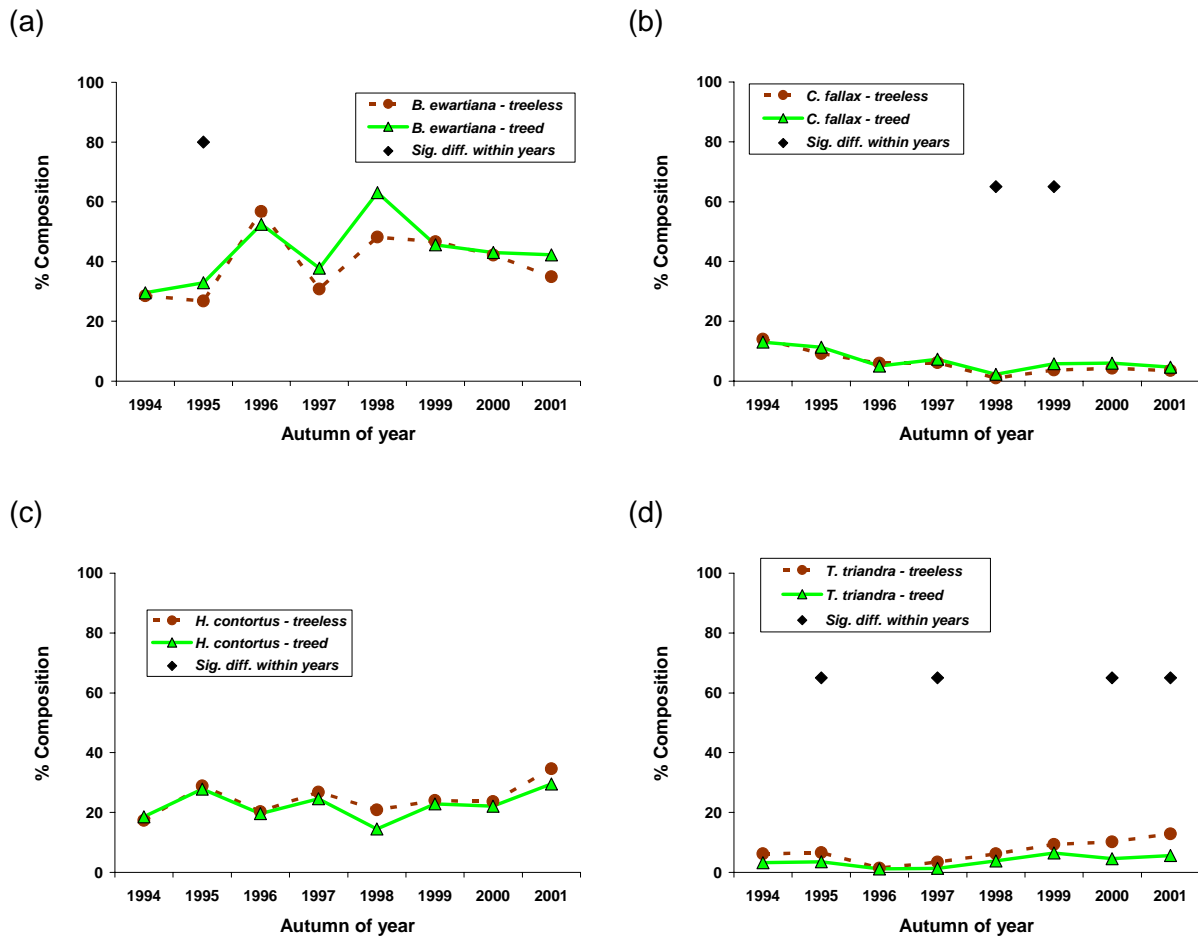 (a)
100
80
60
40
20
0
% Composition
B. ewartiana - treeless
B. ewartiana - treed
Sig. diff. within years
1994 1995 1996 1997 1998 1999 2000 2001
Autumn of year
(b)
100
80
60
40
20
0
% Composition
C. fallax - treeless
C. fallax - treed
Sig. diff. within years
1994 1995 1996 1997 1998 1999 2000 2001
Autumn of year
(c)
100
80
60
40
20
0
% Composition
H. contortus - treeless
H. contortus - treed
Sig. diff. within years
1994 1995 1996 1997 1998 1999 2000 2001
Autumn of year
(d)
100
80
60
40
20
0
% Composition
T. triandra - treeless
T. triandra - treed
Sig. diff. within years
1994 1995 1996 1997 1998 1999 2000 2001
Autumn of year